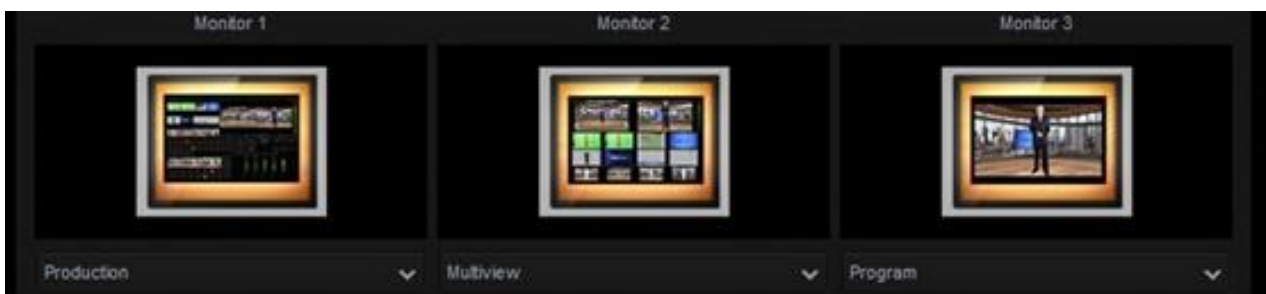 Monitor 1
Monitor 2
Monitor 3
Production
Multiview
Program